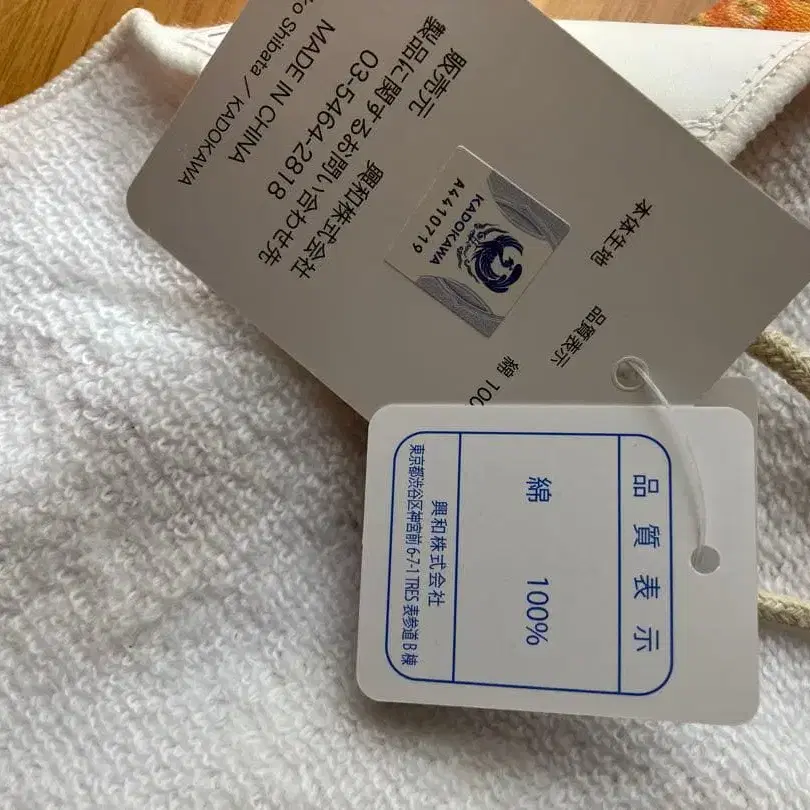 本体生地
品質表示
綿 100
販売元
興和株式会社
製品に関するお問い合わせ先
03-5464-2818
MADE IN CHINA
ko Shibata / KADOKAWA
KADOKAWA
A4410719
品質表示
綿 100%
興和株式会社
東京都渋谷区神宮前 6-7-1 TRES 表参道 B 棟